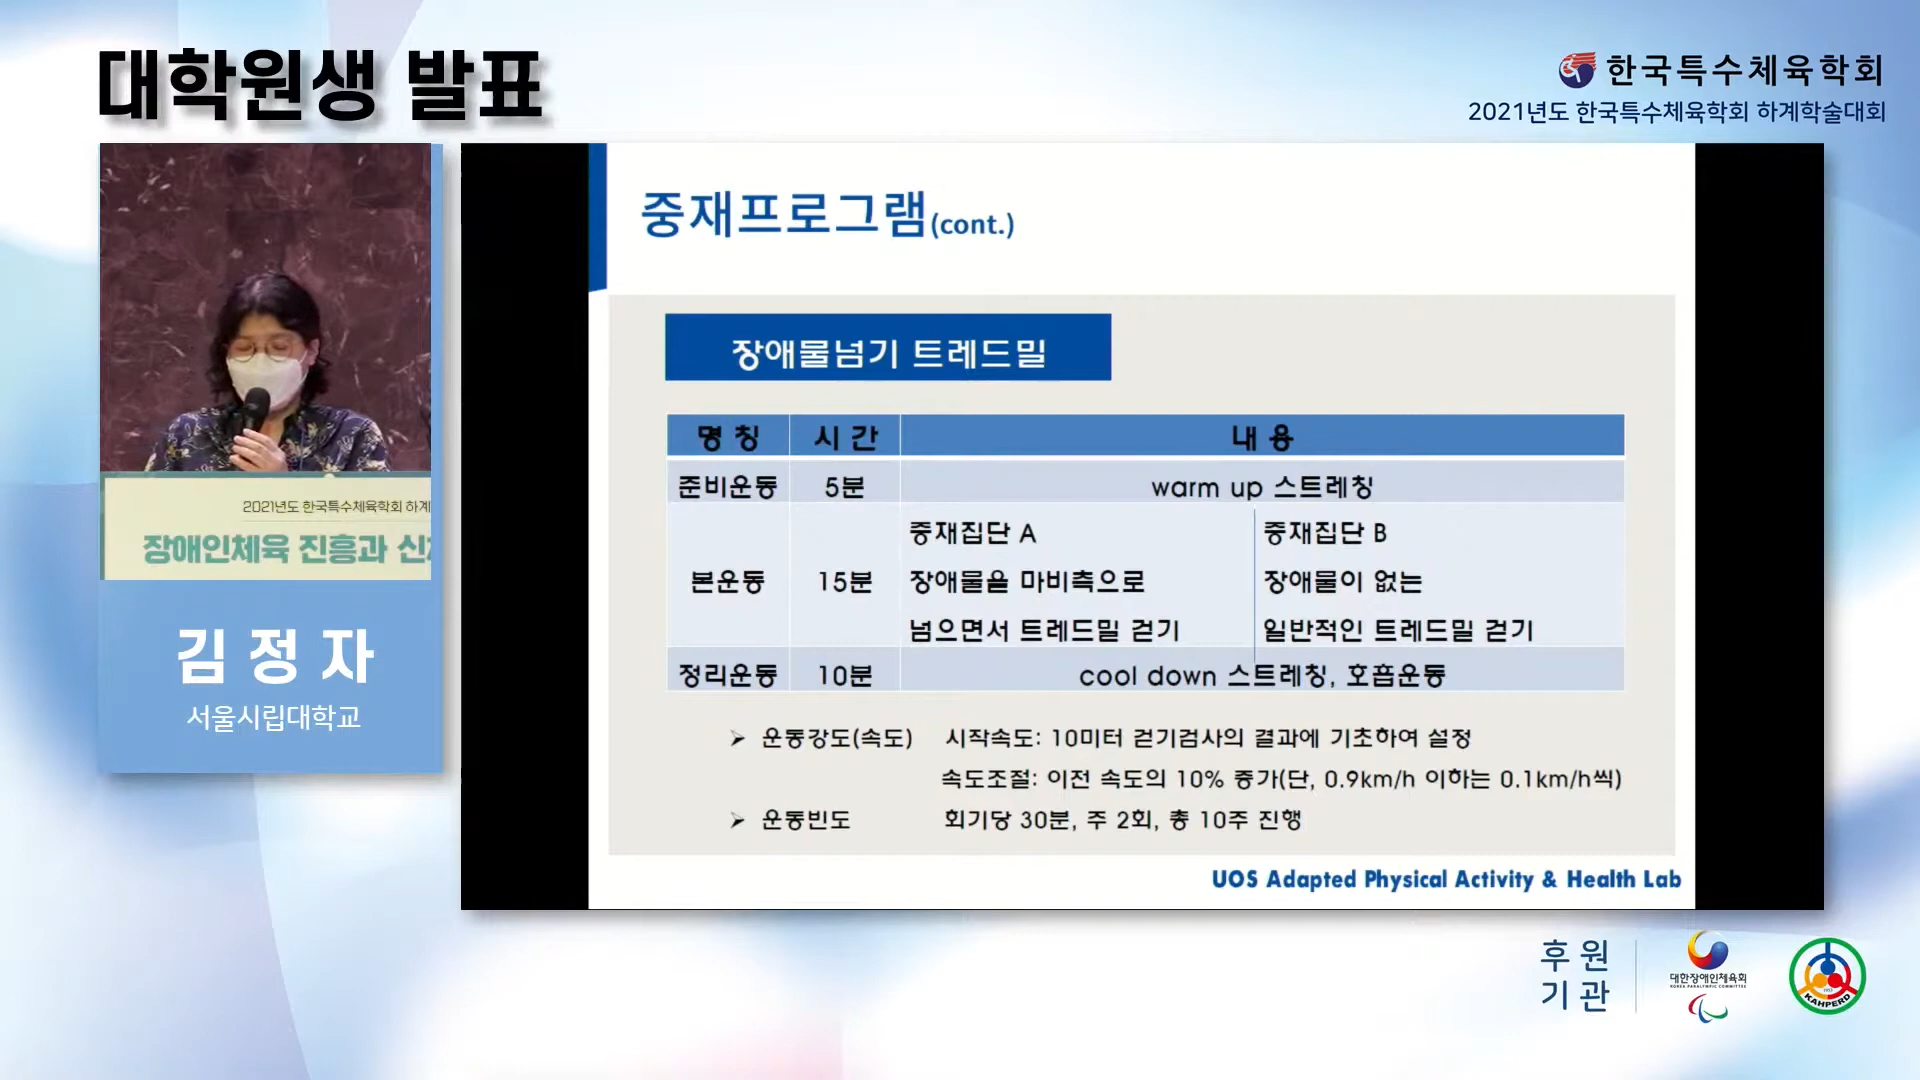 대학원생 발표
한국특수체육학회
2021년도 한국특수체육학회 하계학술대회
중재프로그램(cont.)
장애물넘기 트레드밀
명 칭 시 간 내 용
준비운동 5분 warm up 스트레칭
본운동 15분
중재집단 A
장애물을 마비측으로
넘으면서 트레드밀 걷기
중재집단 B
장애물이 없는
일반적인 트레드밀 걷기
정리운동 10분 cool down 스트레칭, 호흡운동
➢ 운동강도(속도) 시작속도: 10미터 걷기검사의 결과에 기초하여 설정
속도조절: 이전 속도의 10% 증가(단, 0.9km/h 이하는 0.1km/h씩)
➢ 운동빈도 회기당 30분, 주 2회, 총 10주 진행
UOS Adapted Physical Activity & Health Lab
2021년도 한국특수체육학회 하계
장애인체육 진흥과 신
김 정 자
서울시립대학교
후 원
기 관
대한장애인체육회
KOREA PARALYMPIC COMMITTEE
1953
KAHPERD